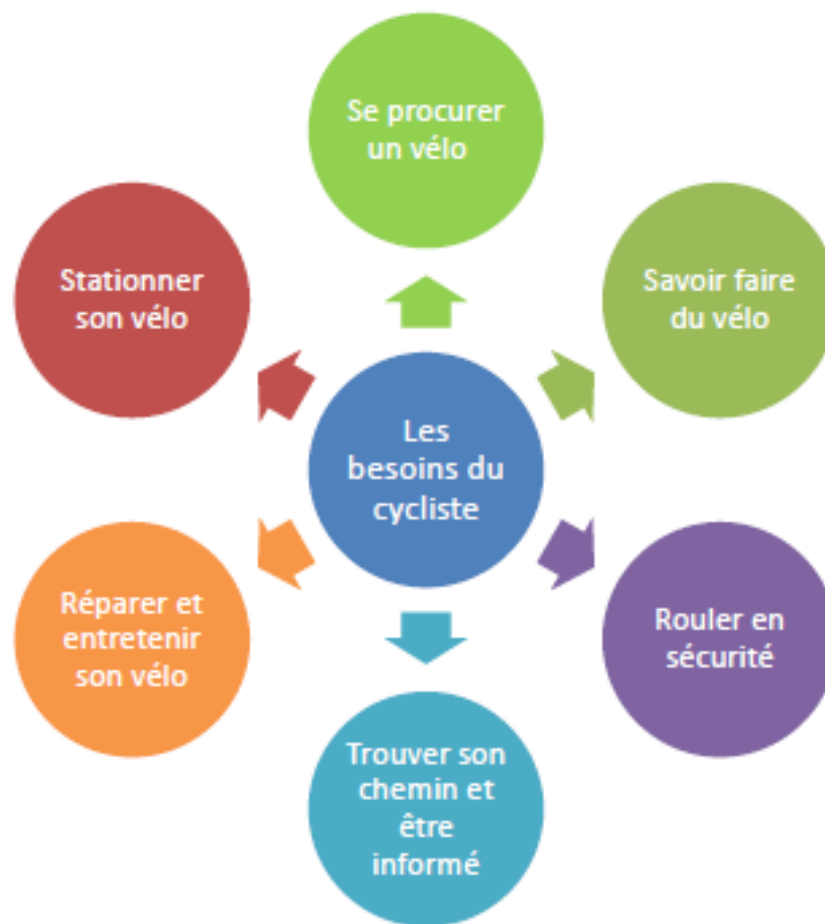 Se procurer
un vélo
Stationner
son vélo
Savoir faire
du vélo
Les
besoins du
cycliste
Réparer et
entretenir
son vélo
Rouler en
sécurité
Trouver son
chemin et
être
informé